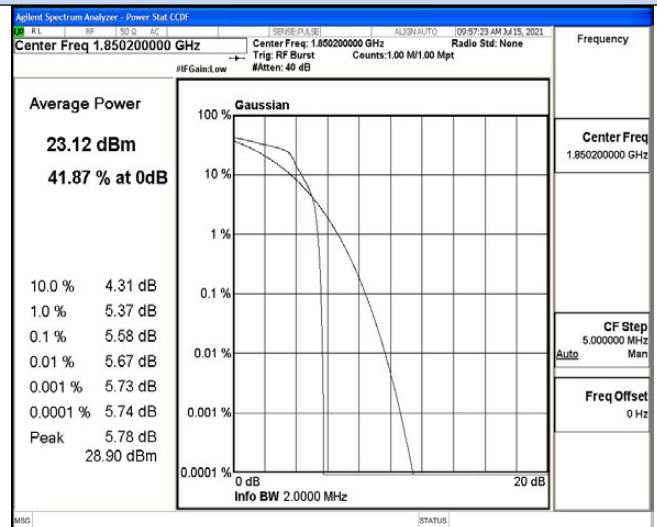 Agilent Spectrum Analyzer - Power Stat CCDF
RL RF 50 Ω AC SENSE:PULSE ALIGNAUTO 09:57:23 AM Jul 15, 2021
Center Freq 1.850200000 GHz
Center Freq: 1.850200000 GHz Radio Std: None
Trig: RF Burst Counts:1.00 M/1.00 Mpt
#IFGain:Low #Atten: 40 dB
Frequency
Average Power
23.12 dBm
41.87 % at 0dB
10.0 % 4.31 dB
1.0 % 5.37 dB
0.1 % 5.58 dB
0.01 % 5.67 dB
0.001 % 5.73 dB
0.0001 % 5.74 dB
Peak 5.78 dB
28.90 dBm
Gaussian
100 %
10 %
1 %
0.1 %
0.01 %
0.001 %
0.0001 %
0 dB 20 dB
Info BW 2.0000 MHz
Center Freq
1.850200000 GHz
CF Step
5.000000 MHz
Auto Man
Freq Offset
0 Hz
MSG STATUS